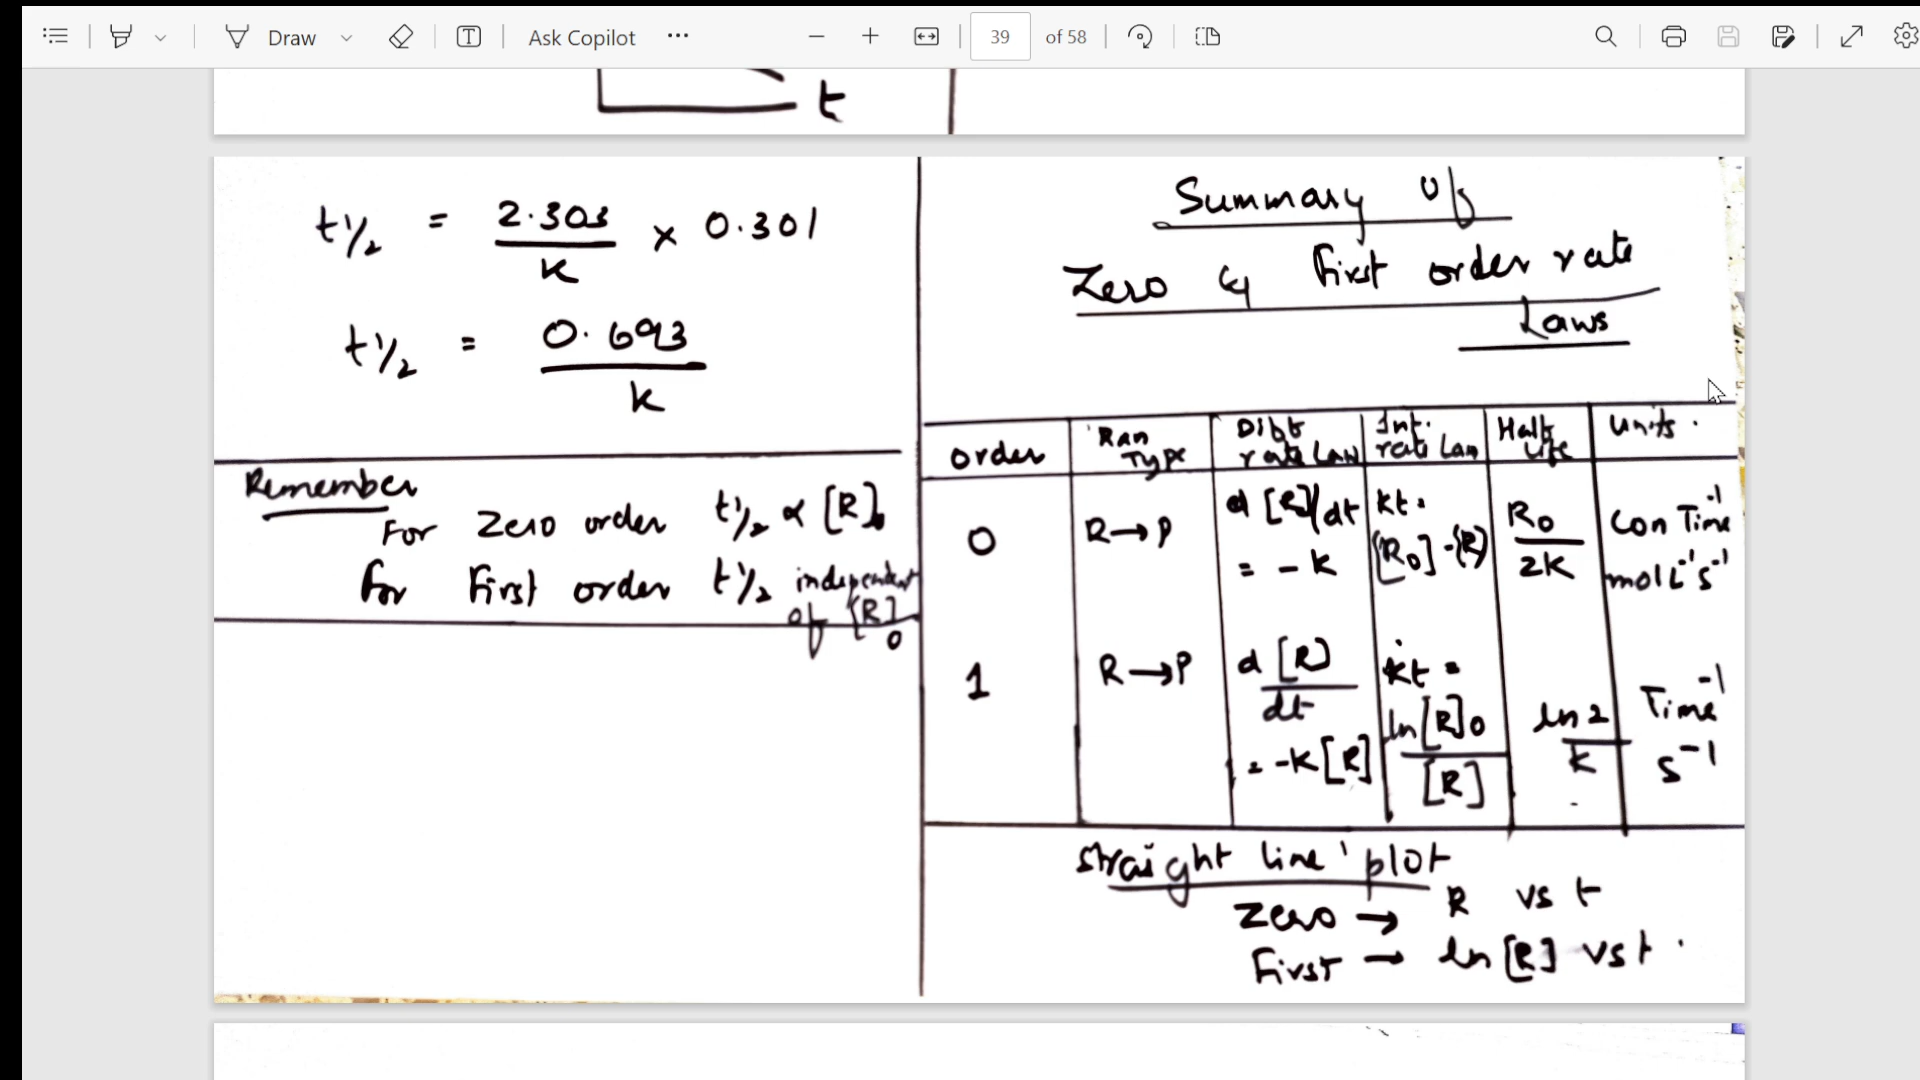 Draw
Ask Copilot
39 of 58
t
t1/2 = 2.303/k × 0.301
t1/2 = 0.693/k
Remember
For Zero order t1/2 ∝ [R]0
For First order t1/2 independent
of [R]0
Summary of
Zero & First order rate
Laws
order | Rxn Type | Diff rate Law | Int. rate Law | Half Life | Units.
0 | R → P | d[R]/dt = -k | kt = [R0]-[R] | R0/2K | Con Time-1 mol L-1 s-1
1 | R → P | d[R]/dt = -k[R] | kt = ln [R]0/[R] | ln 2/k | Time-1 s-1
Straight line plot
Zero → R vs t
First → ln [R] vs t.